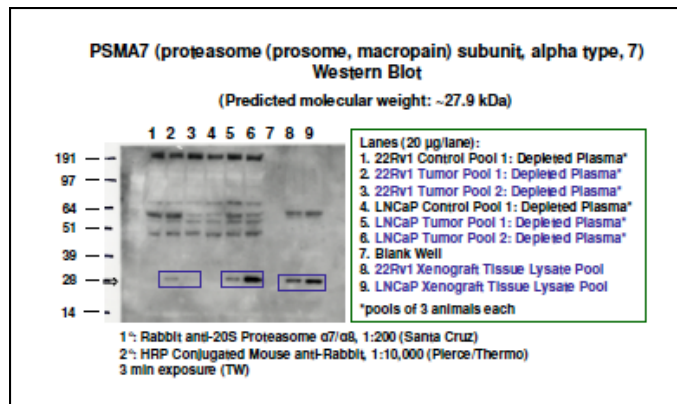 PSMA7 (proteasome (prosome, macropain) subunit, alpha type, 7)
Western Blot
(Predicted molecular weight: ~27.9 kDa)
1 2 3 4 5 6 7 8 9
191
97
64
51
39
28
14
Lanes (20 µg/lane):
1. 22Rv1 Control Pool 1: Depleted Plasma*
2. 22Rv1 Tumor Pool 1: Depleted Plasma*
3. 22Rv1 Tumor Pool 2: Depleted Plasma*
4. LNCaP Control Pool 1: Depleted Plasma*
5. LNCaP Tumor Pool 1: Depleted Plasma*
6. LNCaP Tumor Pool 2: Depleted Plasma*
7. Blank Well
8. 22Rv1 Xenograft Tissue Lysate Pool
9. LNCaP Xenograft Tissue Lysate Pool
*pools of 3 animals each
1°: Rabbit anti-20S Proteasome α7/α8, 1:200 (Santa Cruz)
2°: HRP Conjugated Mouse anti-Rabbit, 1:10,000 (Pierce/Thermo)
3 min exposure (TW)